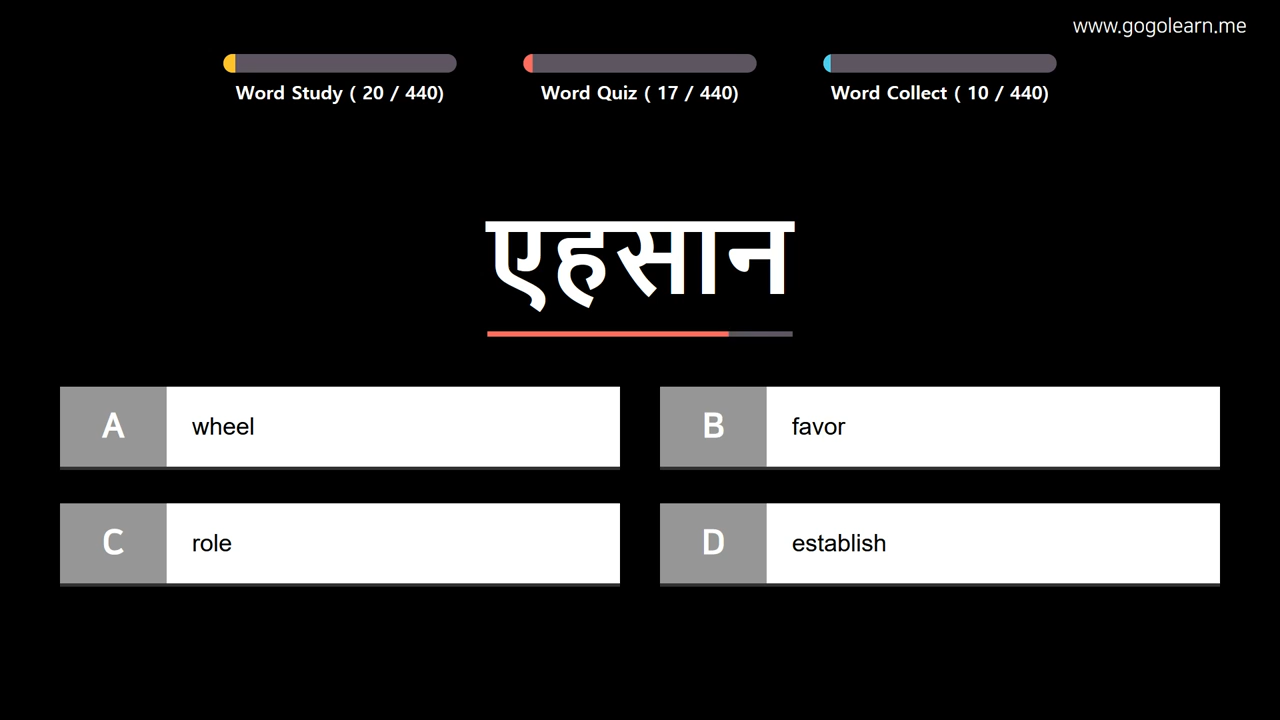 www.gogolearn.me
Word Study ( 20 / 440)
Word Quiz ( 17 / 440)
Word Collect ( 10 / 440)
एहसान
A wheel
B favor
C role
D establish